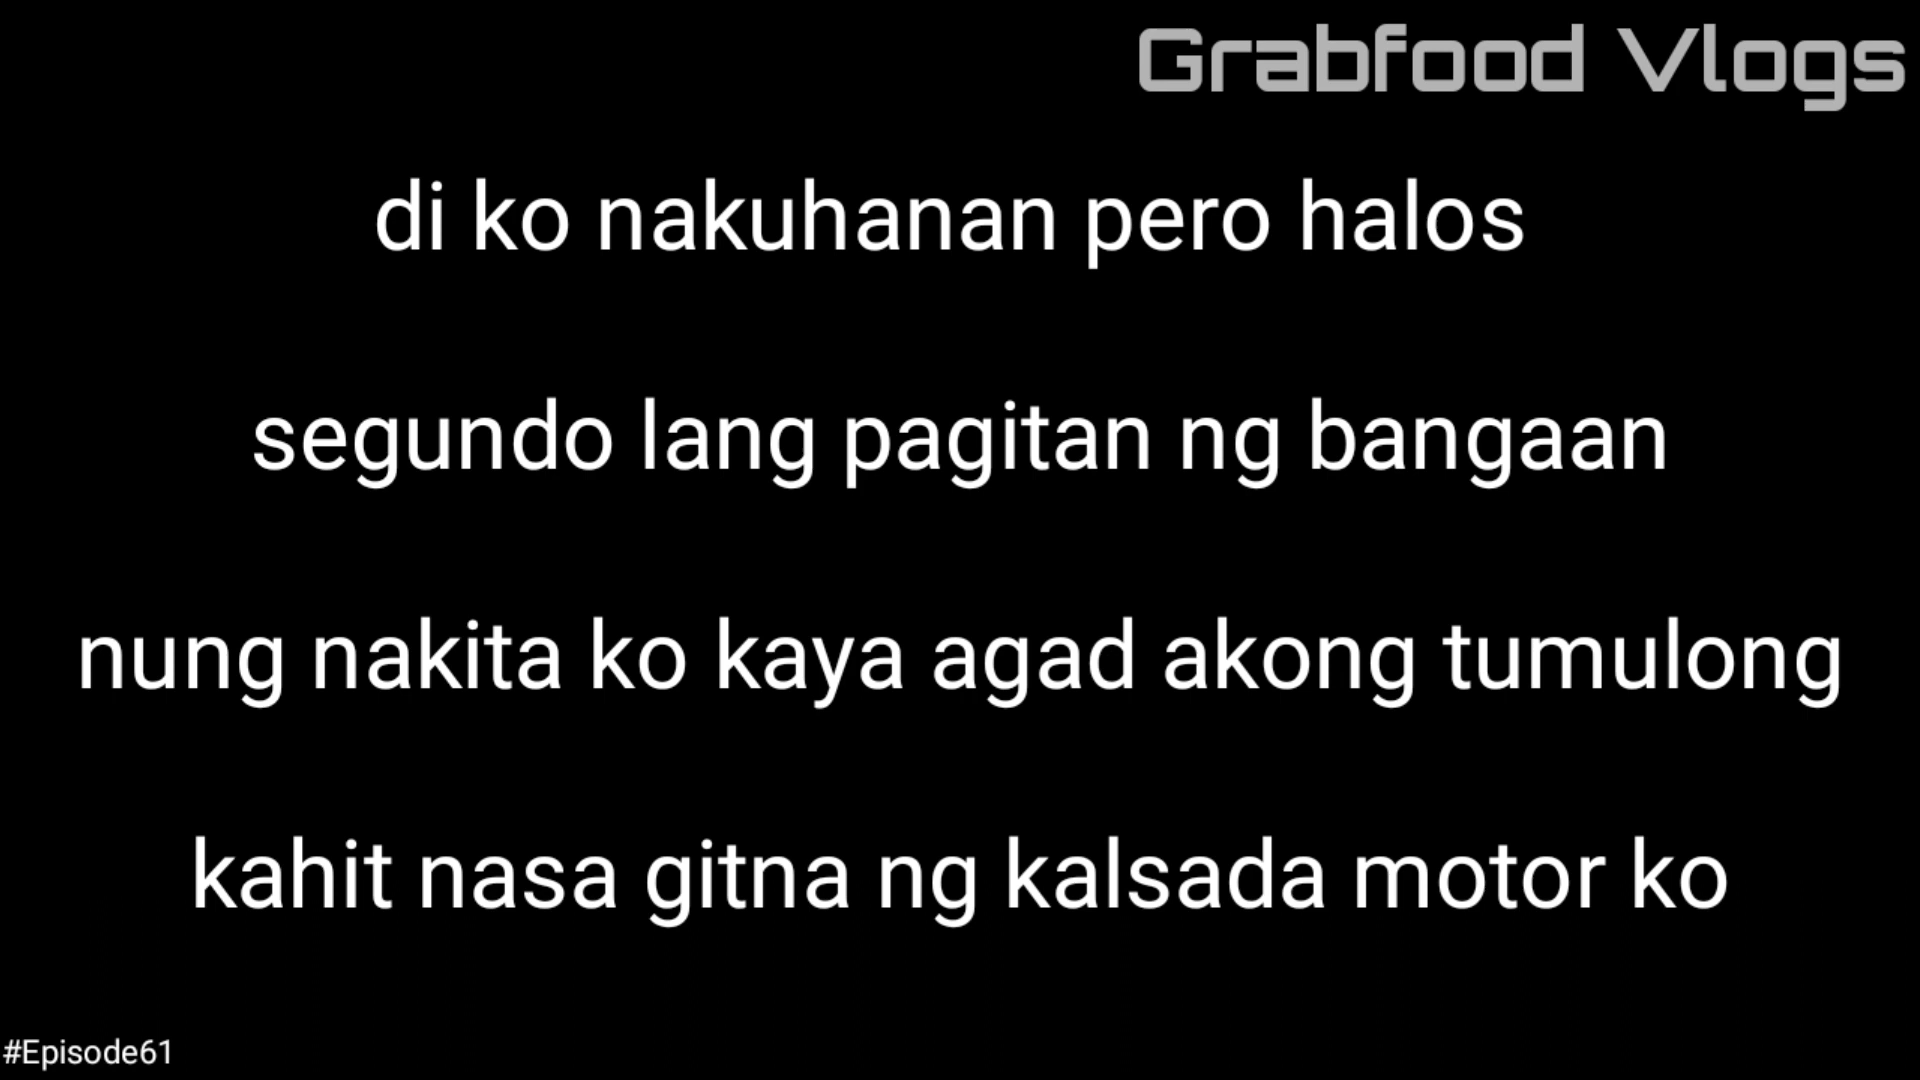 Grabfood Vlogs
di ko nakuhanan pero halos
segundo lang pagitan ng bangaan
nung nakita ko kaya agad akong tumulong
kahit nasa gitna ng kalsada motor ko
#Episode61